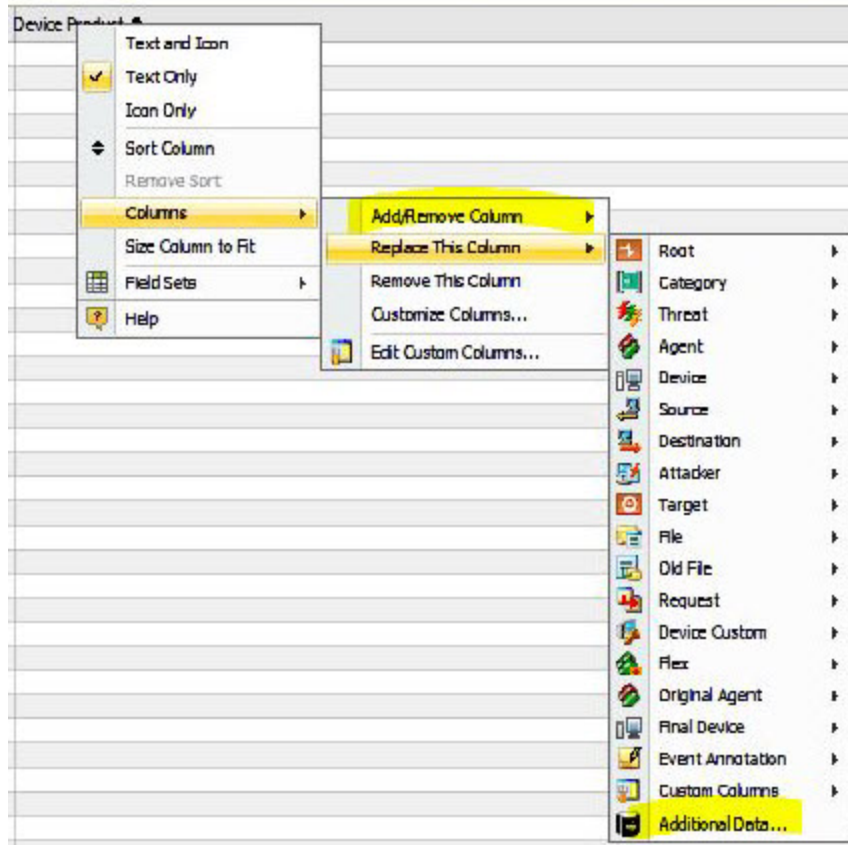 Device Product
Text and Icon
Text Only
Icon Only
Sort Column
Remove Sort
Columns
Size Column to Fit
Field Sets
Help
Add/Remove Column
Replace This Column
Remove This Column
Customize Columns...
Edit Custom Columns...
Root
Category
Threat
Agent
Device
Source
Destination
Attacker
Target
File
Old File
Request
Device Custom
Flex
Original Agent
Final Device
Event Annotation
Custom Columns
Additional Data...